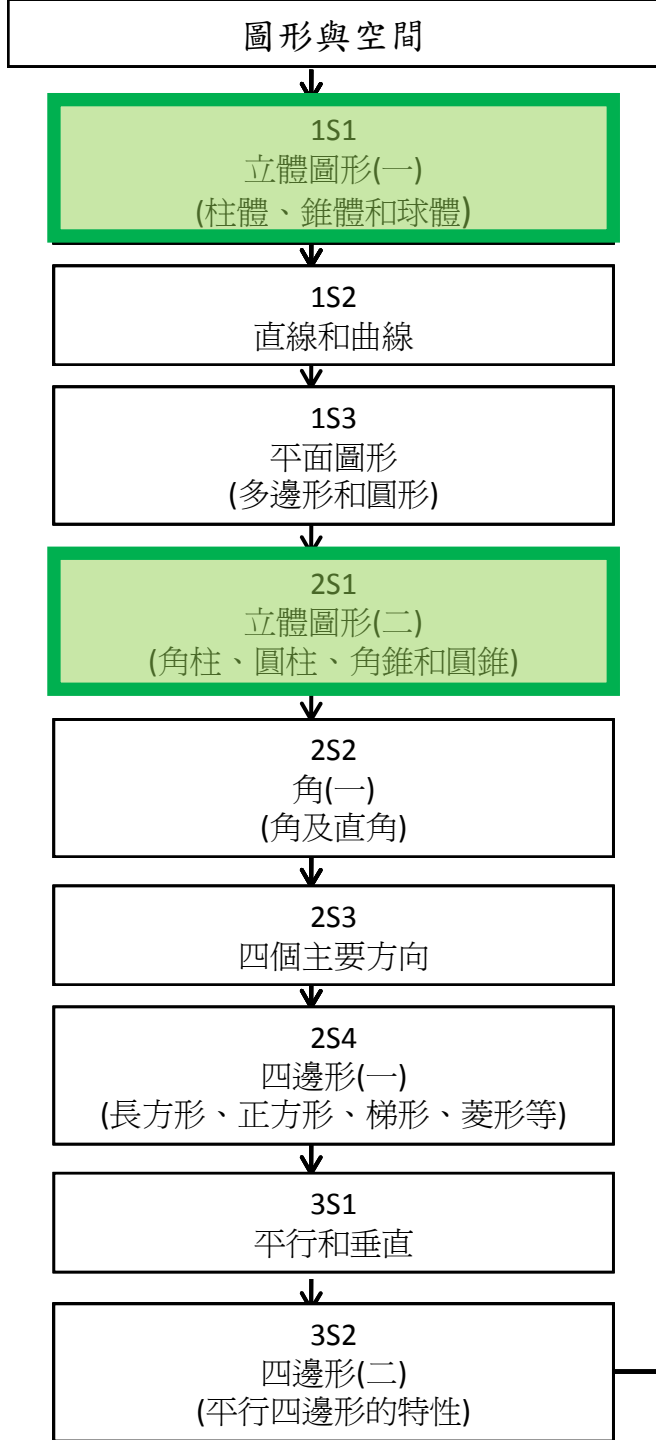 圖形與空間
1S1
立體圖形(一)
(柱體、錐體和球體)
1S2
直線和曲線
1S3
平面圖形
(多邊形和圓形)
2S1
立體圖形(二)
(角柱、圓柱、角錐和圓錐)
2S2
角(一)
(角及直角)
2S3
四個主要方向
2S4
四邊形(一)
(長方形、正方形、梯形、菱形等)
3S1
平行和垂直
3S2
四邊形(二)
(平行四邊形的特性)